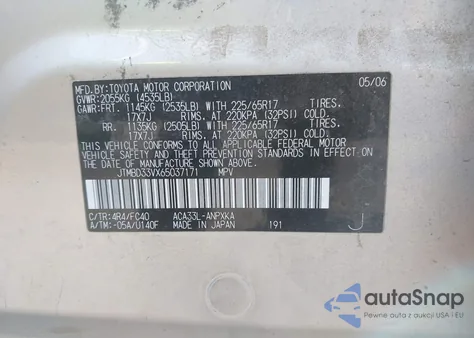 MFD.BY: TOYOTA MOTOR CORPORATION 05/06
GVWR: 2055KG (4535LB)
GAWR: FRT. 1145KG (2535LB) WITH 225/65R17 TIRES.
17X7J RIMS. AT 220KPA (32PSI) COLD.
RR. 1135KG (2505LB) WITH 225/65R17 TIRES.
17X7J RIMS. AT 220KPA (32PSI) COLD.
THIS VEHICLE CONFORMS TO ALL APPLICABLE FEDERAL MOTOR VEHICLE SAFETY AND THEFT PREVENTION STANDARDS IN EFFECT ON THE DATE OF MANUFACTURE SHOWN ABOVE.
JTMBD33VX65037171 MPV
C/TR: 4R4/FC40 ACA33L-ANPXKA
A/TM: -05A/U140F MADE IN JAPAN 191 J
autoSnap
Pewne auto z aukcji USA i EU